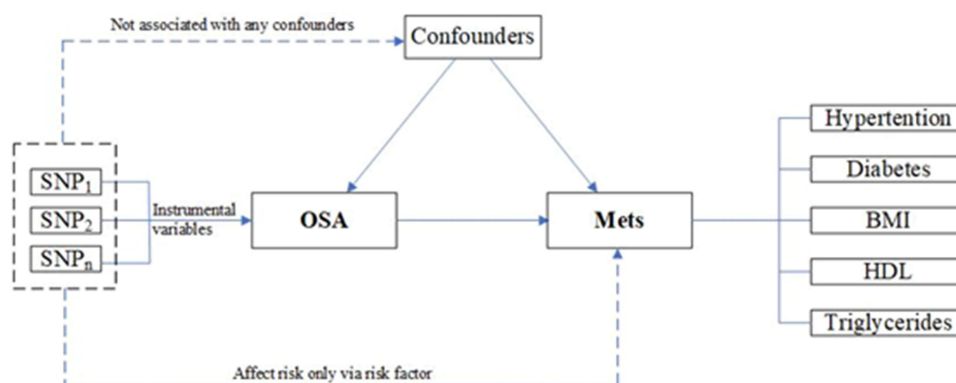 Not associated with any confounders
Confounders
SNP1
SNP2
SNPn
Instrumental
variables
OSA
Mets
Hypertention
Diabetes
BMI
HDL
Triglycerides
Affect risk only via risk factor